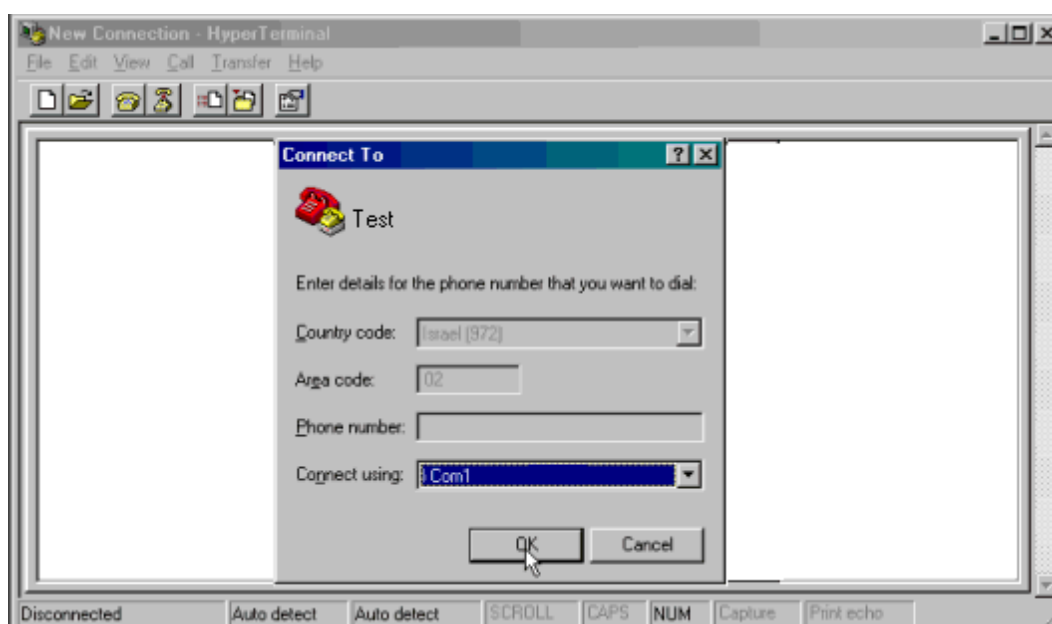 New Connection - HyperTerminal
File Edit View Call Transfer Help
Connect To
Test
Enter details for the phone number that you want to dial:
Country code: Israel (972)
Area code: 02
Phone number:
Connect using: Com1
OK Cancel
Disconnected Auto detect Auto detect SCROLL CAPS NUM Capture Print echo